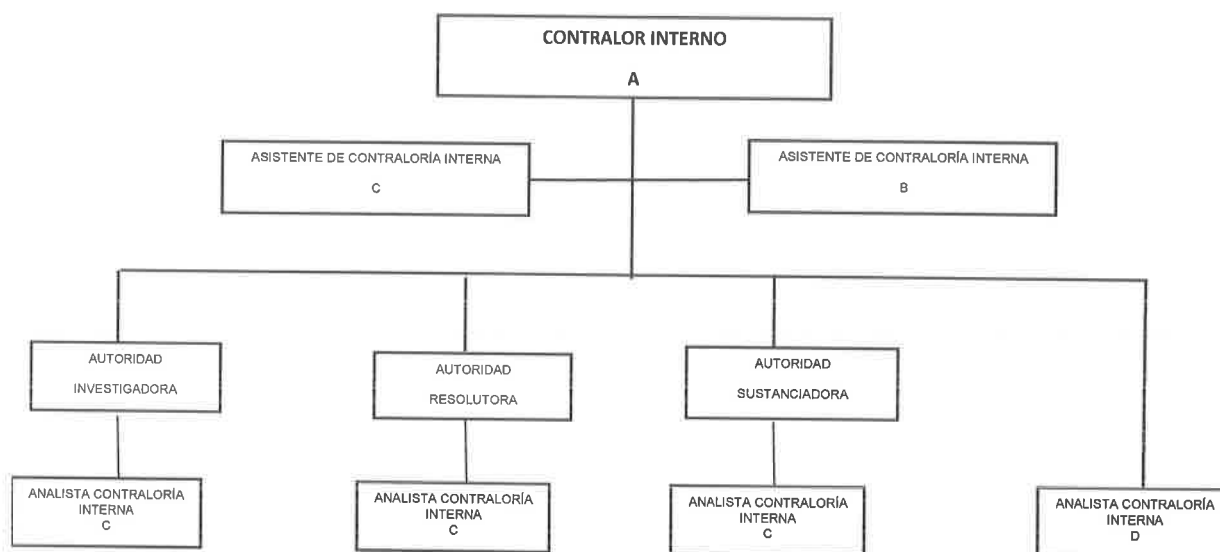 CONTRALOR INTERNO
A
ASISTENTE DE CONTRALORÍA INTERNA
C
ASISTENTE DE CONTRALORÍA INTERNA
B
AUTORIDAD
INVESTIGADORA
AUTORIDAD
RESOLUTORA
AUTORIDAD
SUSTANCIADORA
ANALISTA CONTRALORÍA
INTERNA
C
ANALISTA CONTRALORÍA
INTERNA
C
ANALISTA CONTRALORÍA
INTERNA
C
ANALISTA CONTRALORÍA
INTERNA
D